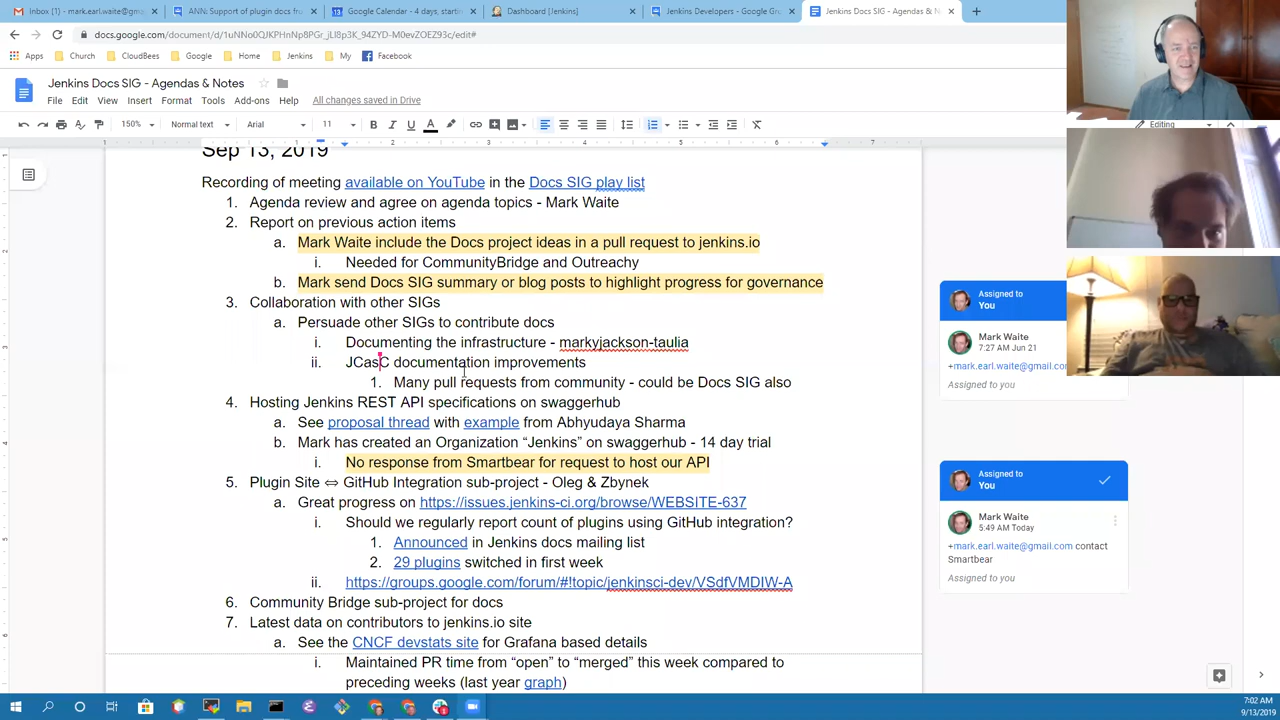 Inbox (1) - mark.earl.waite@gmail.com
ANN: Support of plugin docs fr
Google Calendar - 4 days, startin
Dashboard [Jenkins]
Jenkins Developers - Google Gro
Jenkins Docs SIG - Agendas & N
docs.google.com/document/d/1uNNo0QJKPHnNp8PGr_jLl8p3K_94ZYD-M0evZOEZ93c/edit#
Apps Church CloudBees Google Home Jenkins My Facebook
Jenkins Docs SIG - Agendas & Notes
File Edit View Insert Format Tools Add-ons Help All changes saved in Drive
150% Normal text Arial 11 B I U A Editing
1 1 2 3 4 5 6 7
Sep 13, 2019
Recording of meeting available on YouTube in the Docs SIG play list
1. Agenda review and agree on agenda topics - Mark Waite
2. Report on previous action items
a. Mark Waite include the Docs project ideas in a pull request to jenkins.io
i. Needed for CommunityBridge and Outreachy
b. Mark send Docs SIG summary or blog posts to highlight progress for governance
3. Collaboration with other SIGs
a. Persuade other SIGs to contribute docs
i. Documenting the infrastructure - markyjackson-taulia
ii. JCasC documentation improvements
1. Many pull requests from community - could be Docs SIG also
4. Hosting Jenkins REST API specifications on swaggerhub
a. See proposal thread with example from Abhyudaya Sharma
b. Mark has created an Organization “Jenkins” on swaggerhub - 14 day trial
i. No response from Smartbear for request to host our API
5. Plugin Site ⇔ GitHub Integration sub-project - Oleg & Zbynek
a. Great progress on https://issues.jenkins-ci.org/browse/WEBSITE-637
i. Should we regularly report count of plugins using GitHub integration?
1. Announced in Jenkins docs mailing list
2. 29 plugins switched in first week
ii. https://groups.google.com/forum/#!topic/jenkinsci-dev/VSdfVMDIW-A
6. Community Bridge sub-project for docs
7. Latest data on contributors to jenkins.io site
a. See the CNCF devstats site for Grafana based details
i. Maintained PR time from “open” to “merged” this week compared to
preceding weeks (last year graph)
Assigned to
You
Mark Waite
7:27 AM Jun 21
+mark.earl.waite@gmail.co
Assigned to you
Assigned to
You
Mark Waite
5:49 AM Today
+mark.earl.waite@gmail.com contact
Smartbear
Assigned to you
7:02 AM
9/13/2019